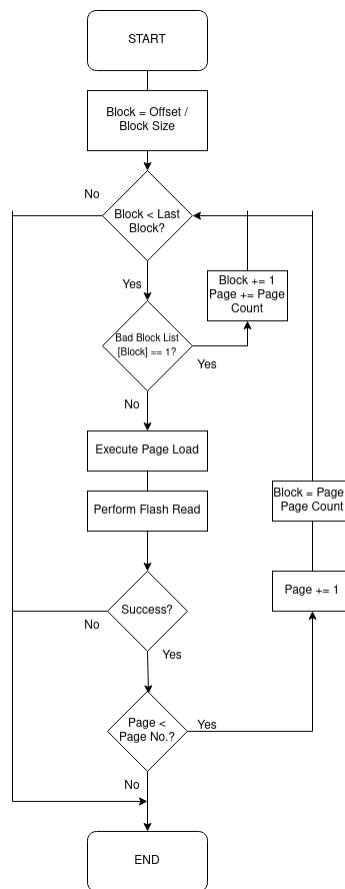 START
Block = Offset /
Block Size
No
Block < Last
Block?
Block += 1
Page += Page
Count
Yes
Bad Block List
[Block] == 1?
Yes
No
Execute Page Load
Block = Page
Page Count
Perform Flash Read
Page += 1
Success?
No
Yes
Page <
Page No.?
Yes
No
END